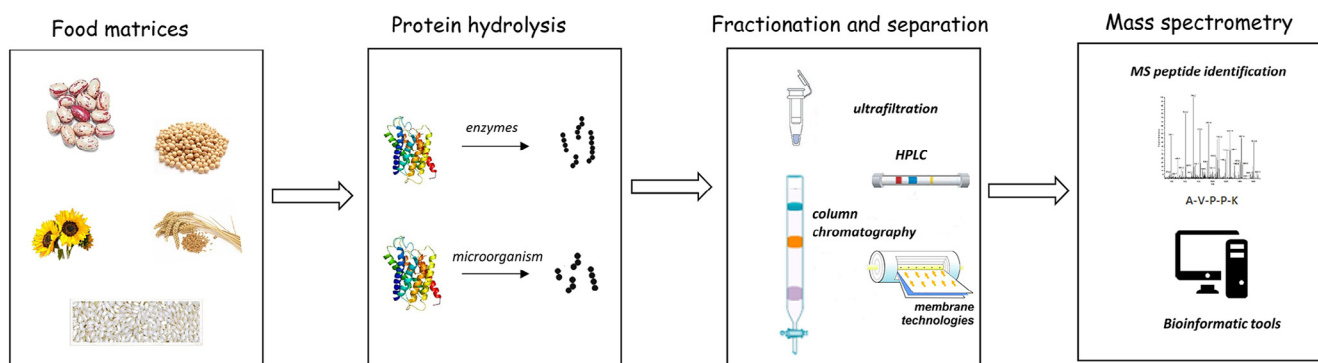 Food matrices
Protein hydrolysis
enzymes
microorganism
Fractionation and separation
ultrafiltration
HPLC
column
chromatography
membrane
technologies
Mass spectrometry
MS peptide identification
A-V-P-P-K
Bioinformatic tools